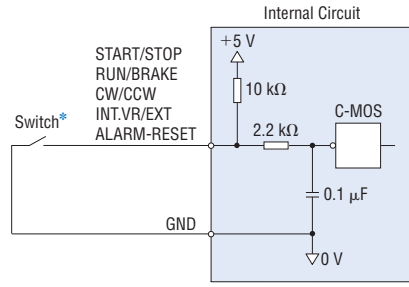 Internal Circuit
+5 V
START/STOP
RUN/BRAKE
CW/CCW
INT.VR/EXT
ALARM-RESET
10 kΩ
C-MOS
Switch*
2.2 kΩ
0.1 µF
GND
0 V